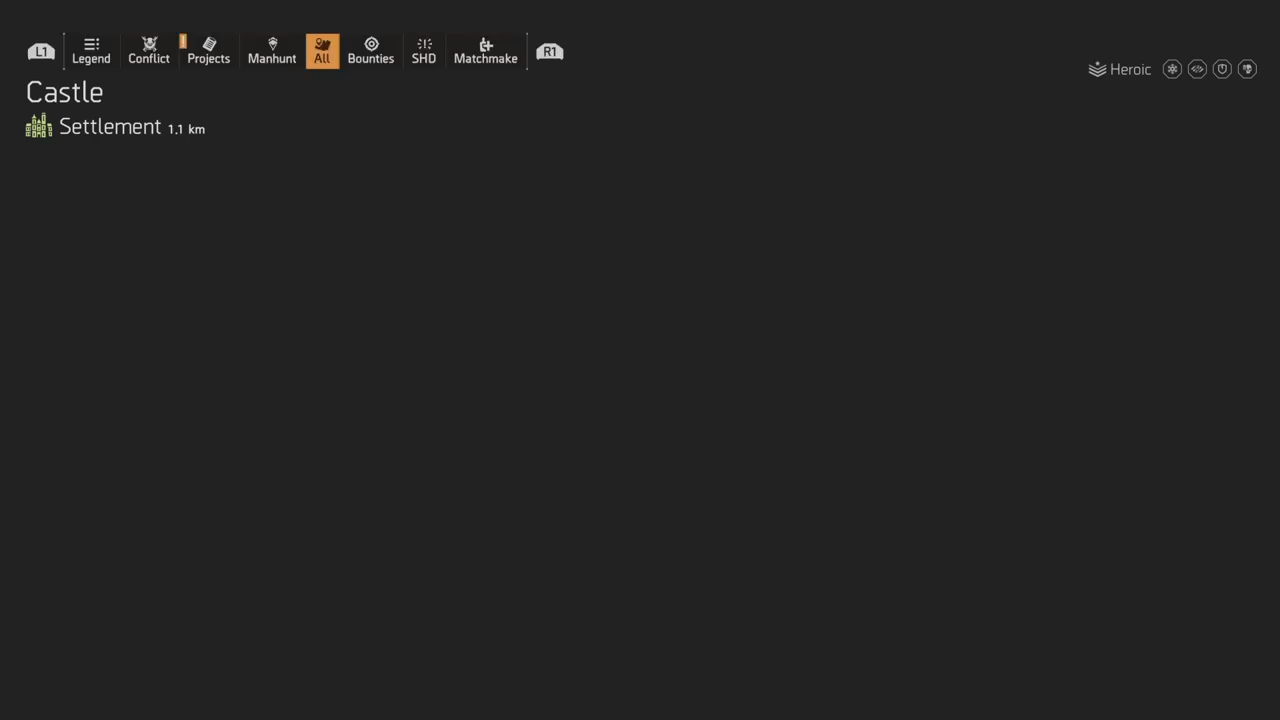 L1 Legend Conflict Projects Manhunt All Bounties SHD Matchmake R1
Heroic
Castle
Settlement 1.1 km